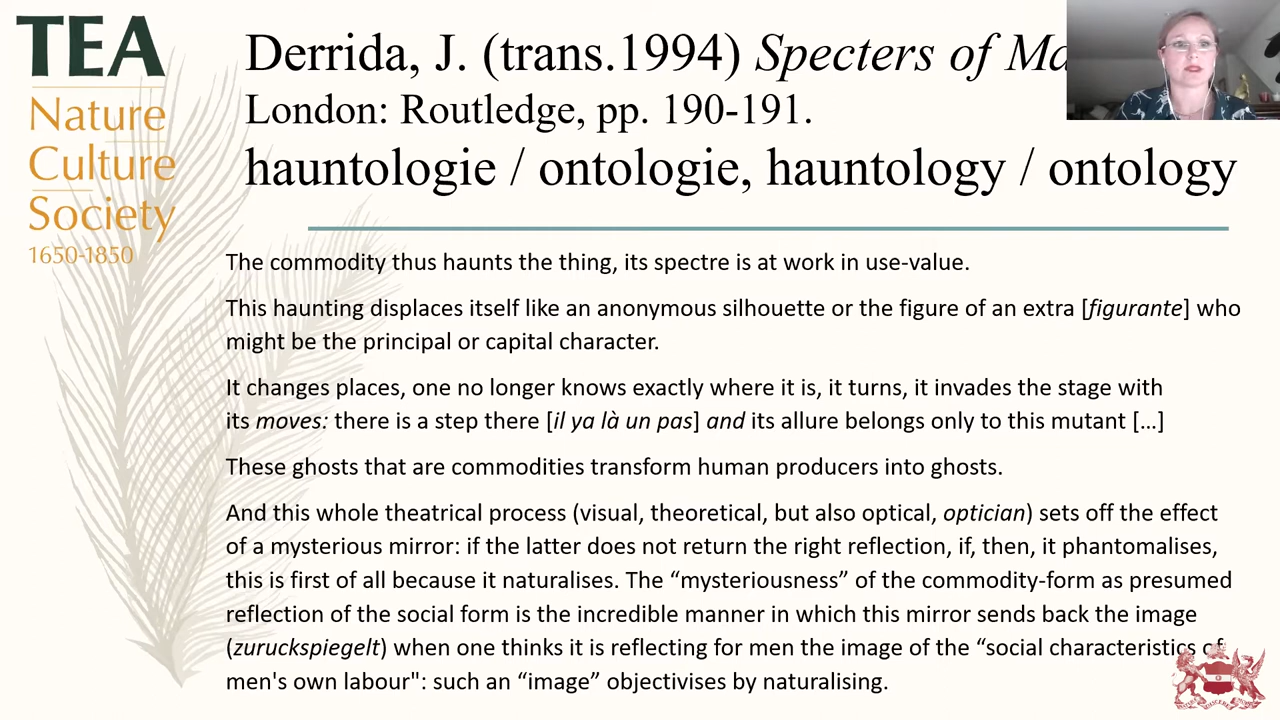 TEA
Nature
Culture
Society
1650-1850
Derrida, J. (trans.1994) Specters of
London: Routledge, pp. 190-191.
hauntologie / ontologie, hauntology / ontology
The commodity thus haunts the thing, its spectre is at work in use-value.
This haunting displaces itself like an anonymous silhouette or the figure of an extra [figurante] who
might be the principal or capital character.
It changes places, one no longer knows exactly where it is, it turns, it invades the stage with
its moves: there is a step there [il ya là un pas] and its allure belongs only to this mutant […]
These ghosts that are commodities transform human producers into ghosts.
And this whole theatrical process (visual, theoretical, but also optical, optician) sets off the effect
of a mysterious mirror: if the latter does not return the right reflection, if, then, it phantomalises,
this is first of all because it naturalises. The “mysteriousness” of the commodity-form as presumed
reflection of the social form is the incredible manner in which this mirror sends back the image
(zuruckspiegelt) when one thinks it is reflecting for men the image of the “social characteristics of
men's own labour": such an “image” objectivises by naturalising.